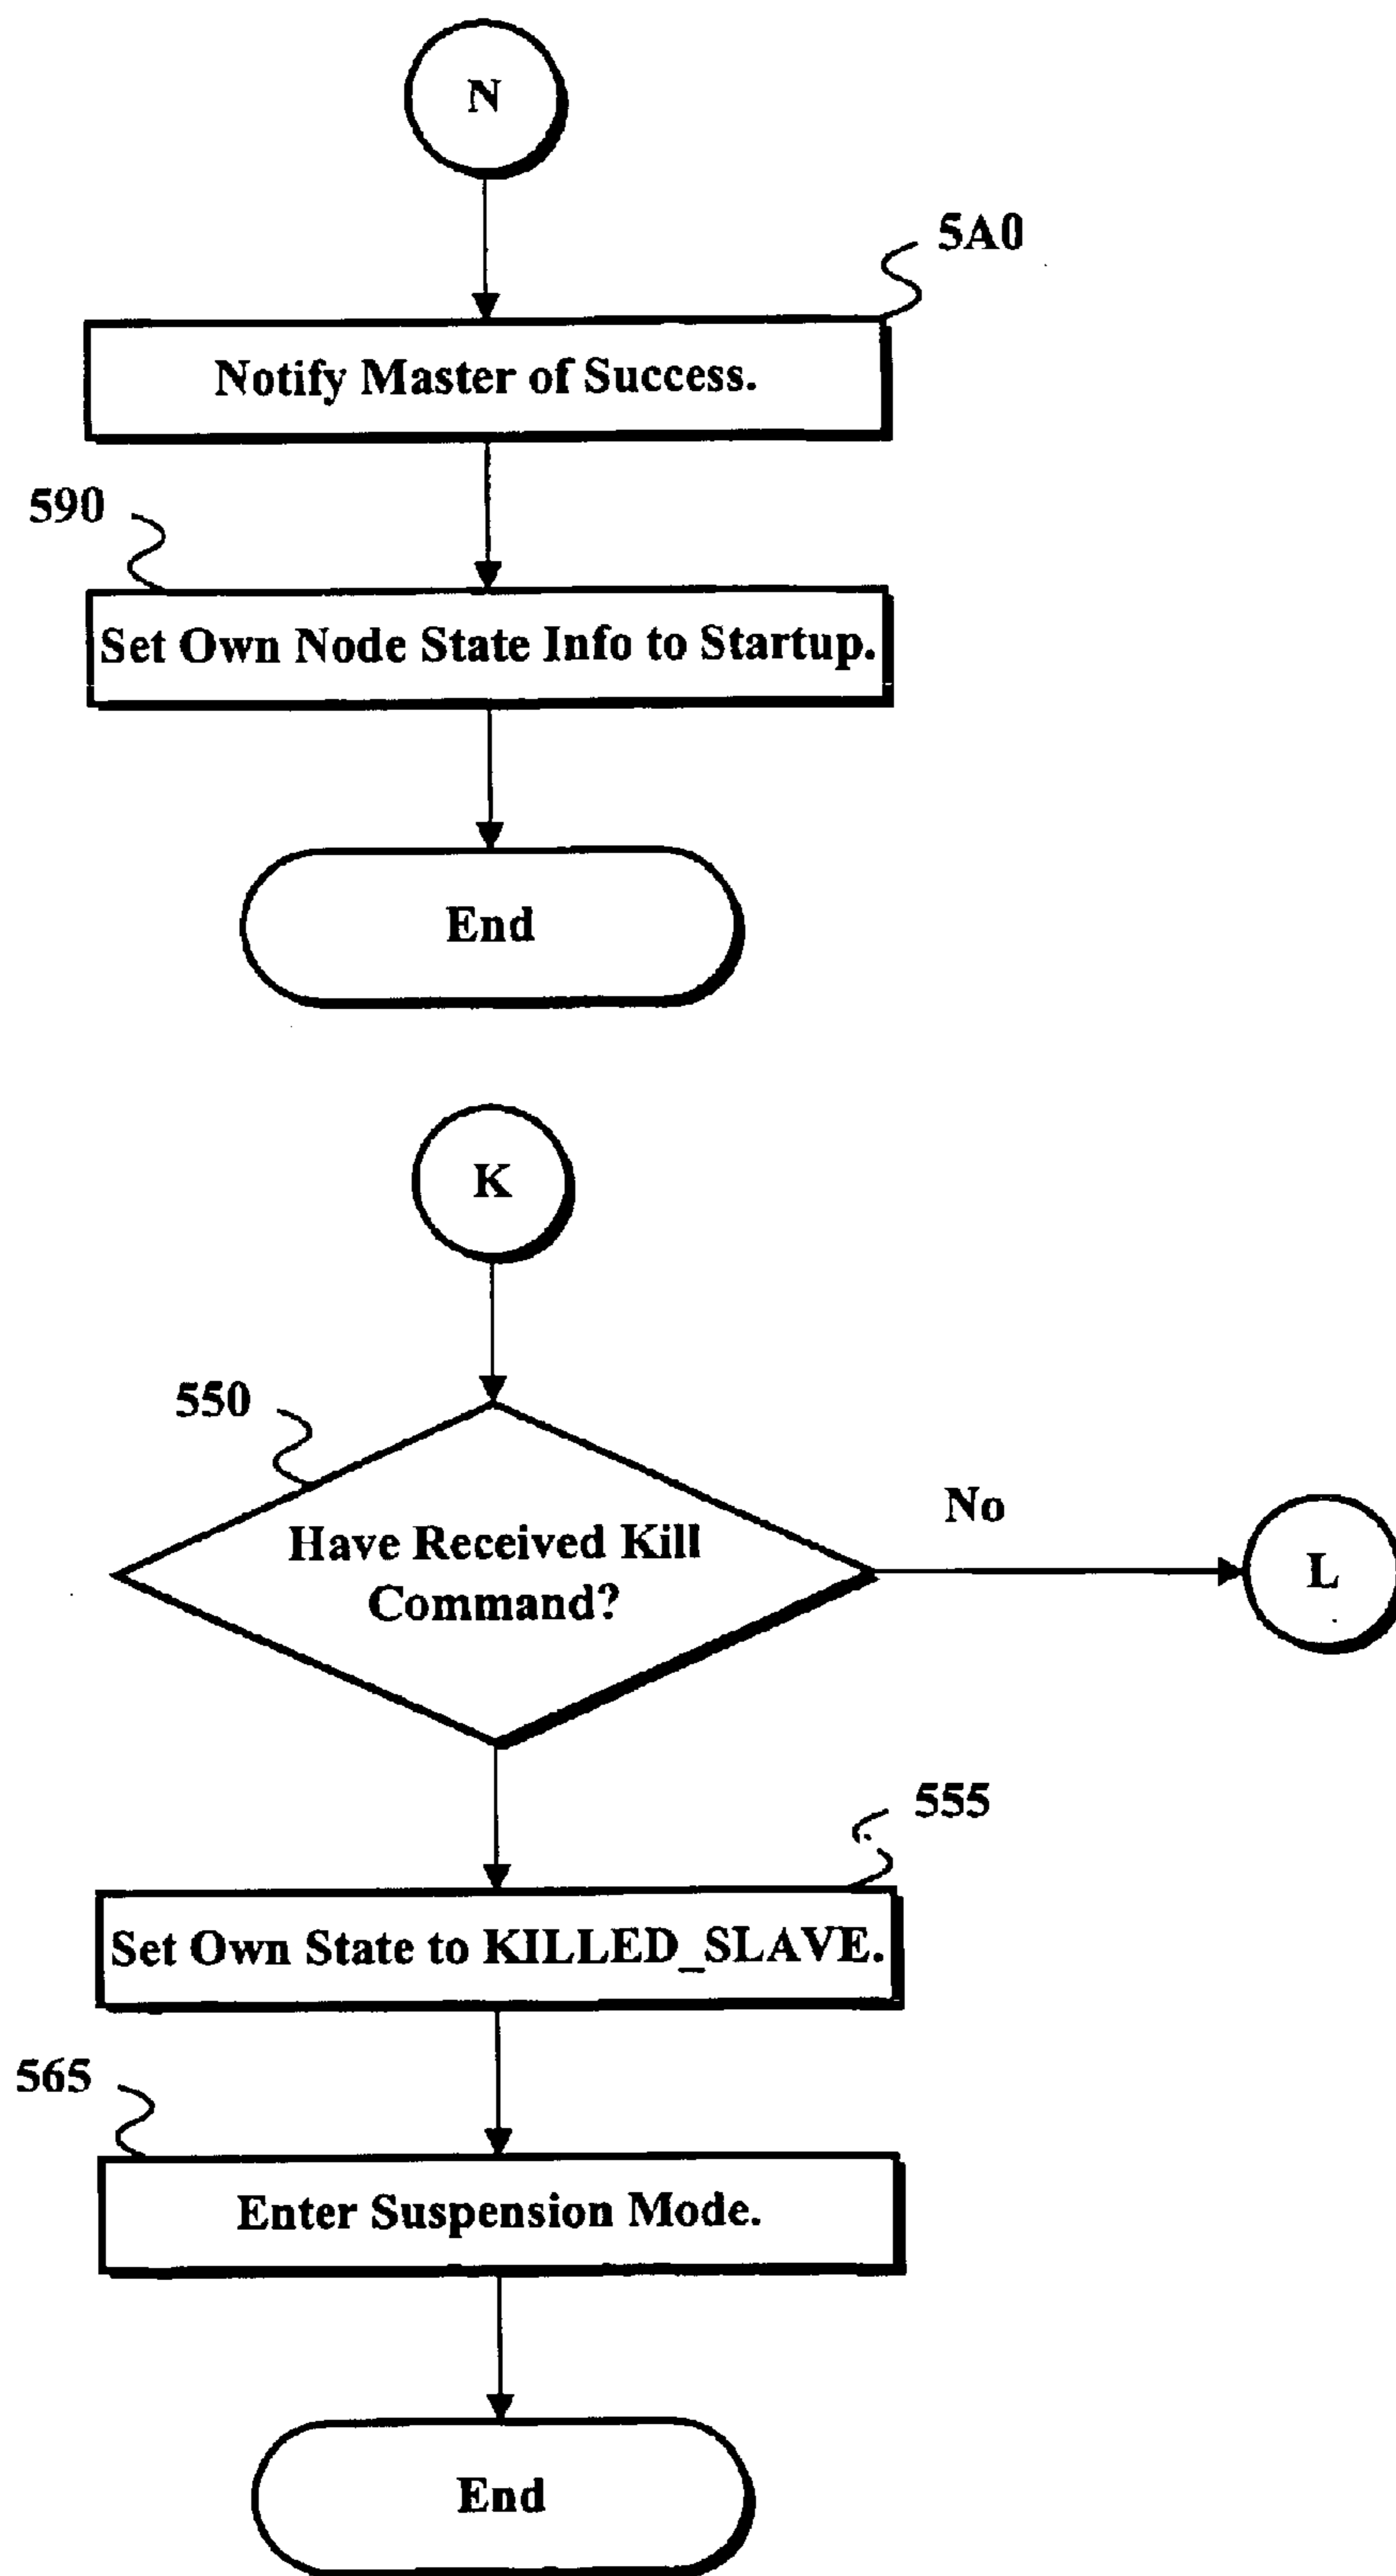 N
5A0
Notify Master of Success.
590
Set Own Node State Info to Startup.
End
K
550
Have Received Kill
Command?
No
L
555
Set Own State to KILLED_SLAVE.
565
Enter Suspension Mode.
End